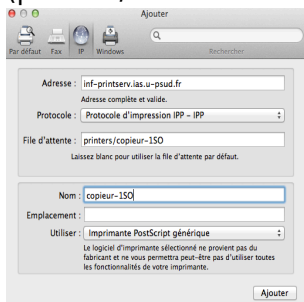 Ajouter
Par défaut Fax IP Windows Rechercher
Adresse : inf-printserv.ias.u-psud.fr
Adresse complète et valide.
Protocole : Protocole d'impression IPP – IPP
File d'attente : printers/copieur-1SO
Laissez blanc pour utiliser la file d'attente par défaut.
Nom : copieur-1SO
Emplacement :
Utiliser : Imprimante PostScript générique
Le logiciel d'imprimante sélectionné ne provient pas du
fabricant et ne vous permettra peut-être pas d'utiliser toutes
les fonctionnalités de votre imprimante.
Ajouter